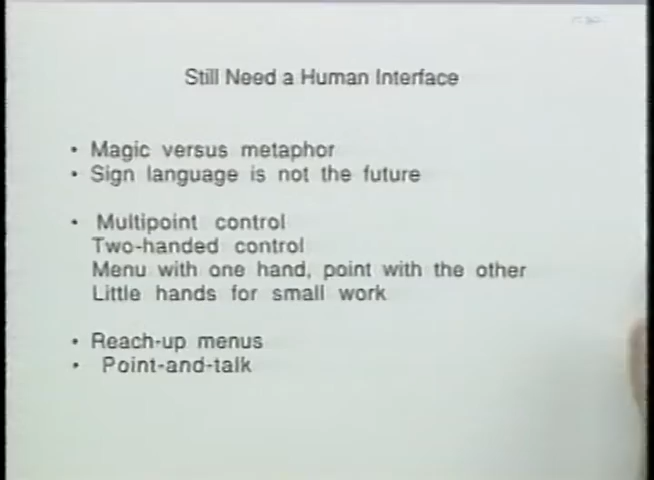 Still Need a Human Interface
• Magic versus metaphor
• Sign language is not the future
• Multipoint control
Two-handed control
Menu with one hand, point with the other
Little hands for small work
• Reach-up menus
• Point-and-talk